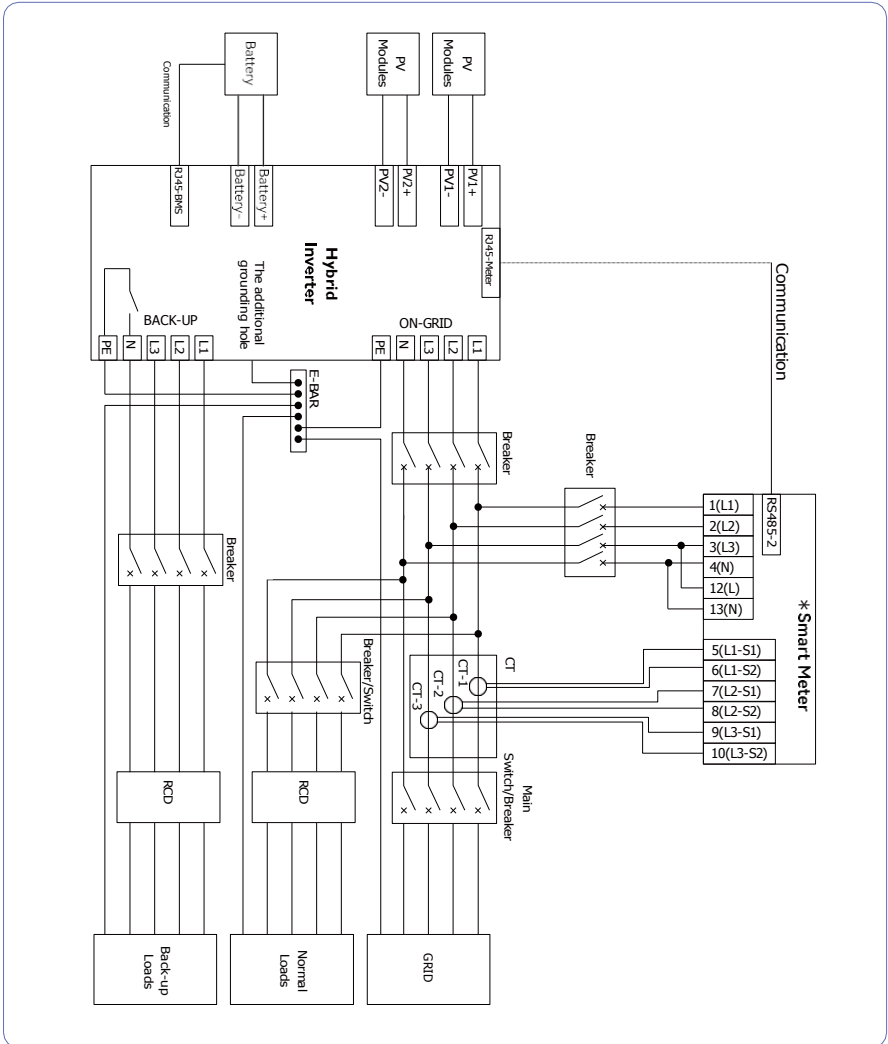 Battery
PV
Modules
PV
Modules
Communication
RJ45-BMS
Battery-
Battery+
PV2-
PV2+
PV1-
PV1+
RJ45-Meter
Communication
Hybrid
Inverter
The additional
grounding hole
BACK-UP
ON-GRID
PE
N
L3
L2
L1
PE
N
L3
L2
L1
E-BAR
Breaker
Breaker
RS485-2
1(L1)
2(L2)
3(L3)
4(N)
12(L)
13(N)
*Smart Meter
5(L1-S1)
6(L1-S2)
7(L2-S1)
8(L2-S2)
9(L3-S1)
10(L3-S2)
Breaker
Breaker/Switch
CT
CT-1
CT-2
CT-3
Main
Switch/Breaker
RCD
RCD
Back-up
Loads
Normal
Loads
GRID